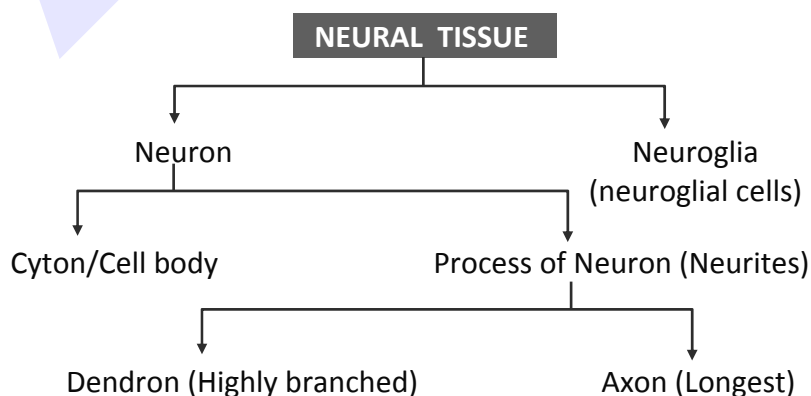 NEURAL TISSUE
Neuron
Neuroglia
(neuroglial cells)
Cyton/Cell body
Process of Neuron (Neurites)
Dendron (Highly branched)
Axon (Longest)